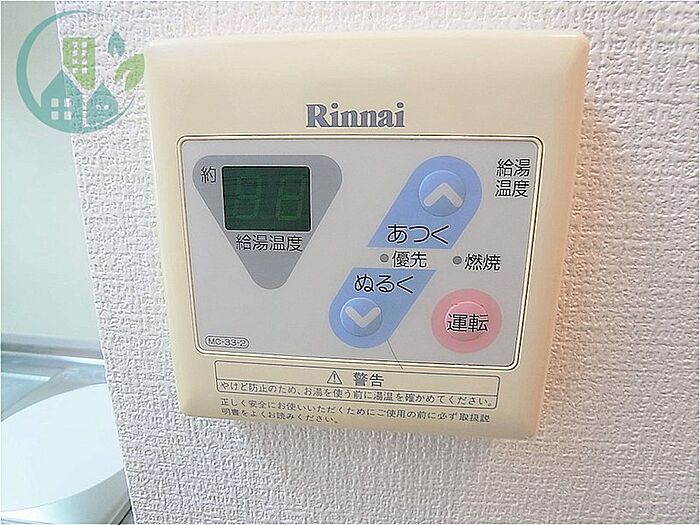 Rinnai
約
給湯温度
給湯
温度
あつく
優先
燃焼
ぬるく
運転
MC-33-2
⚠ 警告
やけど防止のため、お湯を使う前に湯温を確かめてください。
正しく安全にお使いいただくためにご使用の前に必ず取扱説
明書をよくお読みください。